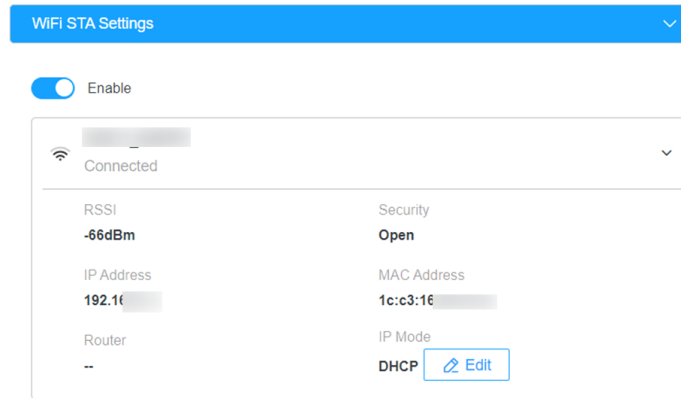 WiFi STA Settings
Enable
Connected
RSSI
-66dBm
Security
Open
IP Address
192.16
MAC Address
1c:c3:16
Router
--
IP Mode
DHCP Edit